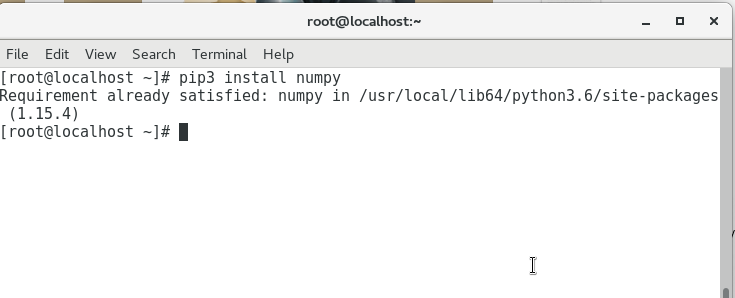 root@localhost:~
File Edit View Search Terminal Help
[root@localhost ~]# pip3 install numpy
Requirement already satisfied: numpy in /usr/local/lib64/python3.6/site-packages
(1.15.4)
[root@localhost ~]#